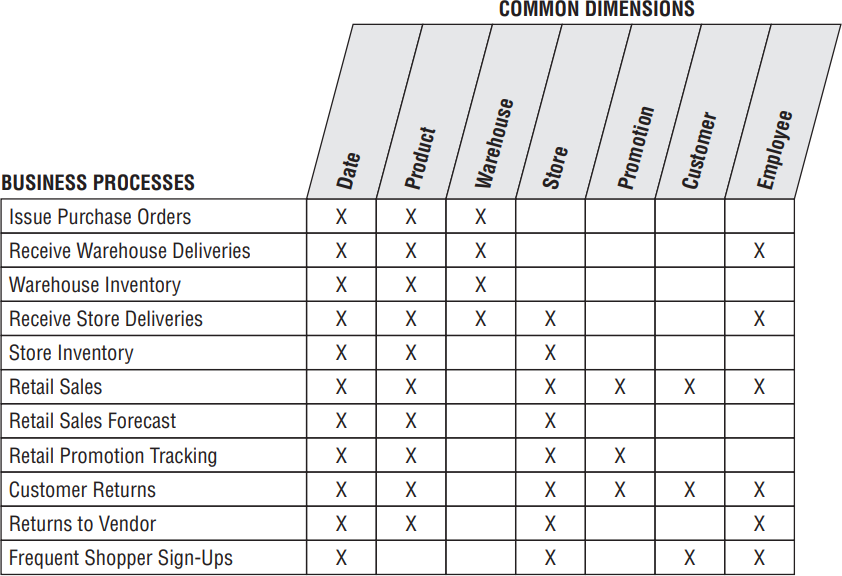 COMMON DIMENSIONS
BUSINESS PROCESSES Date Product Warehouse Store Promotion Customer Employee
Issue Purchase Orders X X X
Receive Warehouse Deliveries X X X X
Warehouse Inventory X X X
Receive Store Deliveries X X X X X
Store Inventory X X X
Retail Sales X X X X X X
Retail Sales Forecast X X X
Retail Promotion Tracking X X X X
Customer Returns X X X X X X
Returns to Vendor X X X X
Frequent Shopper Sign-Ups X X X X